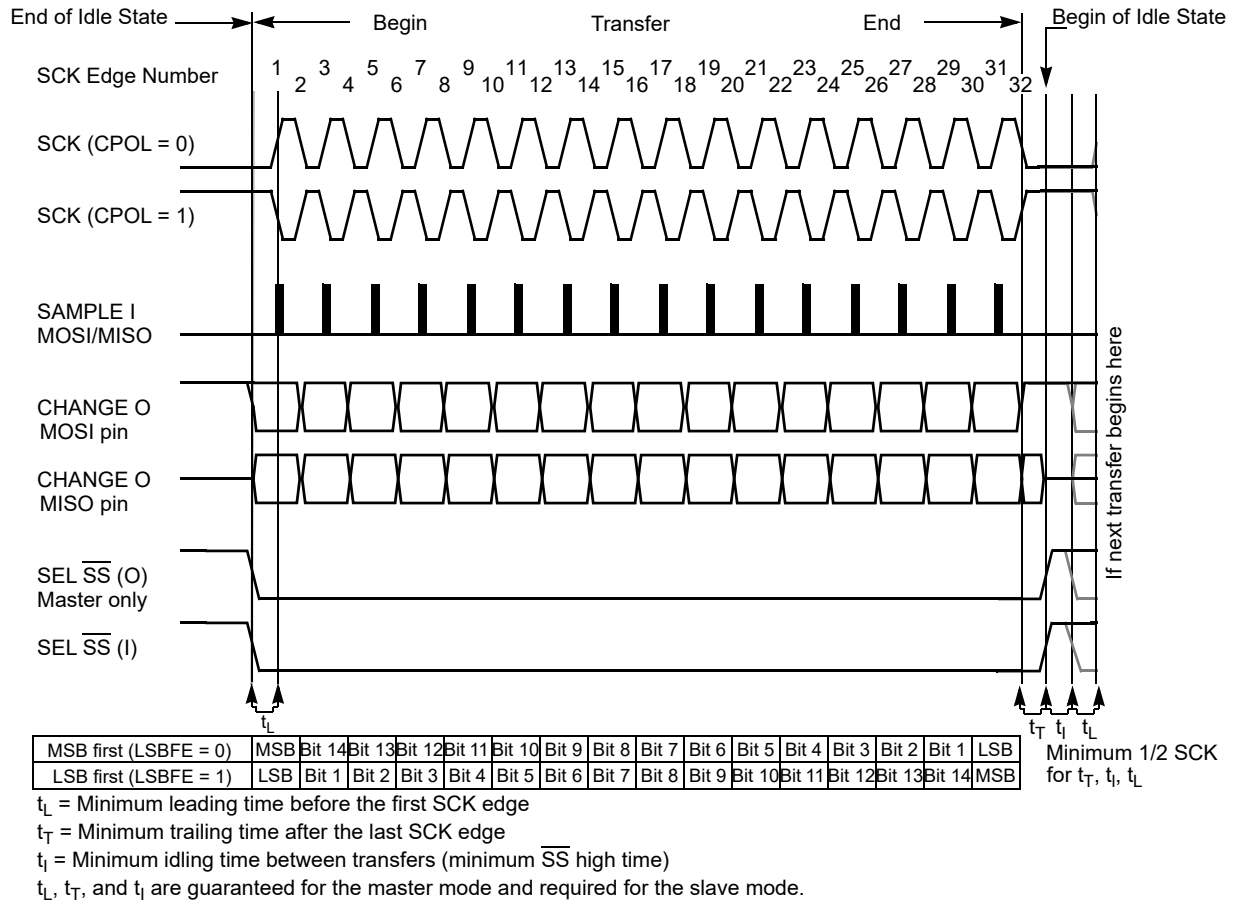 End of Idle State
Begin
Transfer
End
Begin of Idle State
SCK Edge Number
1 2 3 4 5 6 7 8 9 10 11 12 13 14 15 16 17 18 19 20 21 22 23 24 25 26 27 28 29 30 31 32
SCK (CPOL = 0)
SCK (CPOL = 1)
SAMPLE I
MOSI/MISO
CHANGE O
MOSI pin
CHANGE O
MISO pin
SEL SS (O)
Master only
SEL SS (I)
If next transfer begins here
tL
tT tI tL
MSB first (LSBFE = 0) MSB Bit 14 Bit 13 Bit 12 Bit 11 Bit 10 Bit 9 Bit 8 Bit 7 Bit 6 Bit 5 Bit 4 Bit 3 Bit 2 Bit 1 LSB
LSB first (LSBFE = 1) LSB Bit 1 Bit 2 Bit 3 Bit 4 Bit 5 Bit 6 Bit 7 Bit 8 Bit 9 Bit 10 Bit 11 Bit 12 Bit 13 Bit 14 MSB
Minimum 1/2 SCK
for tT, tI, tL
tL = Minimum leading time before the first SCK edge
tT = Minimum trailing time after the last SCK edge
tI = Minimum idling time between transfers (minimum SS high time)
tL, tT, and tI are guaranteed for the master mode and required for the slave mode.